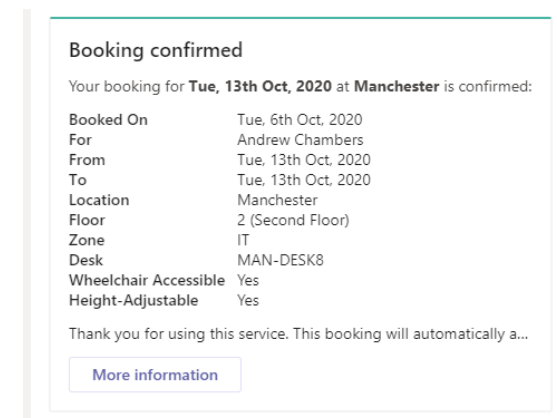 Booking confirmed
Your booking for Tue, 13th Oct, 2020 at Manchester is confirmed:
Booked On Tue, 6th Oct, 2020
For Andrew Chambers
From Tue, 13th Oct, 2020
To Tue, 13th Oct, 2020
Location Manchester
Floor 2 (Second Floor)
Zone IT
Desk MAN-DESK8
Wheelchair Accessible Yes
Height-Adjustable Yes
Thank you for using this service. This booking will automatically a...
More information